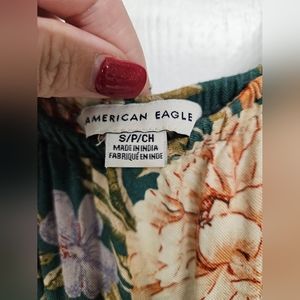 AMERICAN EAGLE
S/P/CH
MADE IN INDIA
FABRIQUÉ EN INDE